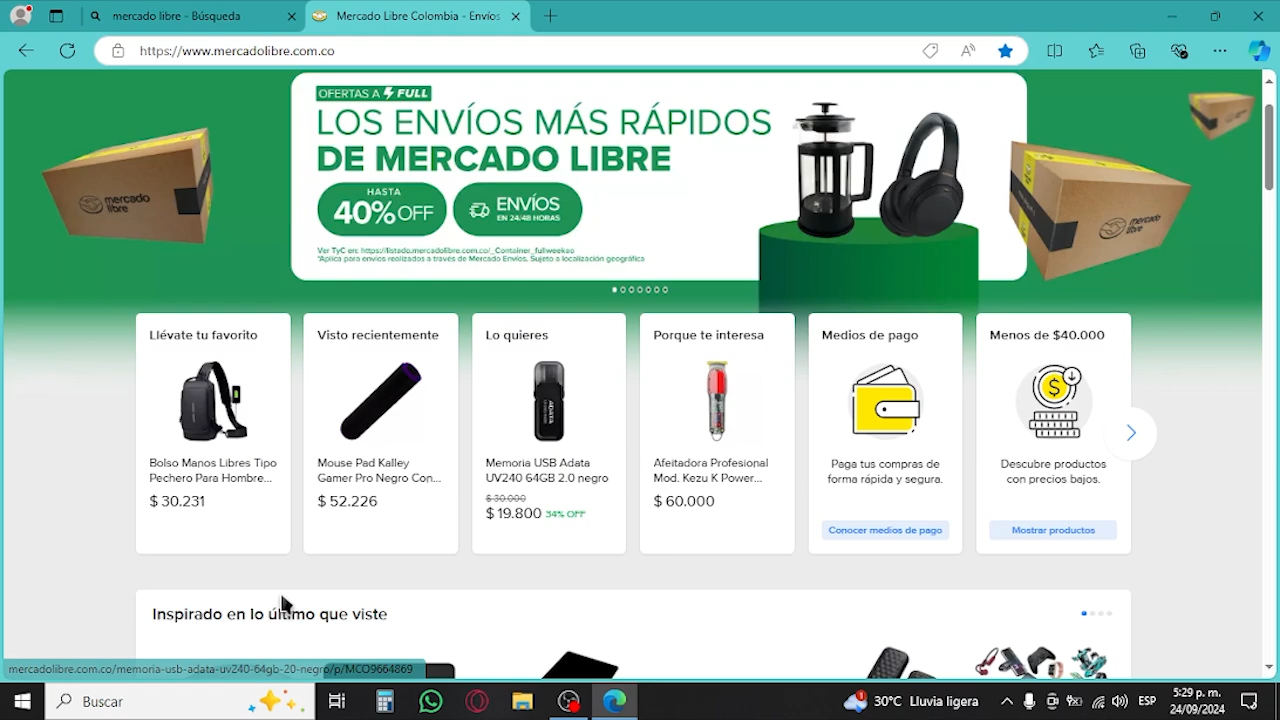 mercado libre - Búsqueda
Mercado Libre Colombia - Envíos
https://www.mercadolibre.com.co
OFERTAS A FULL
LOS ENVÍOS MÁS RÁPIDOS
DE MERCADO LIBRE
HASTA
40% OFF
ENVÍOS
EN 24/48 HORAS
Ver TyC en: https://listado.mercadolibre.com.co/_Container_fullweekao
*Aplica para envíos realizados a través de Mercado Envíos. Sujeto a localización geográfica
mercado
libre
mercado
libre
Llévate tu favorito
Bolso Manos Libres Tipo
Pechero Para Hombre...
$ 30.231
Visto recientemente
Mouse Pad Kalley
Gamer Pro Negro Con...
$ 52.226
Lo quieres
ADATA
Memoria USB Adata
UV240 64GB 2.0 negro
$ 30.000
$ 19.800 34% OFF
Porque te interesa
Afeitadora Profesional
Mod. Kezu K Power...
$ 60.000
Medios de pago
Paga tus compras de
forma rápida y segura.
Conocer medios de pago
Menos de $40.000
Descubre productos
con precios bajos.
Mostrar productos
Inspirado en lo último que viste
mercadolibre.com.co/memoria-usb-adata-uv240-64gb-20-negro/p/MCO9664869
Buscar
1
30°C Lluvia ligera
ESP
5:29 p. m.
24/09/2024